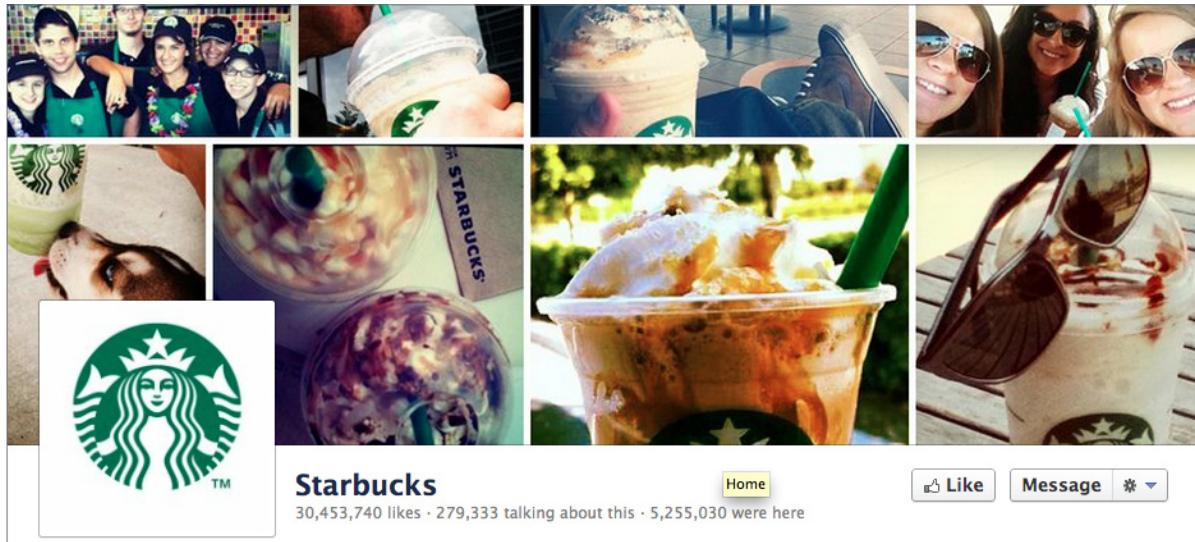 STARBUCKS
TM
Starbucks
Home
Like
Message
30,453,740 likes · 279,333 talking about this · 5,255,030 were here